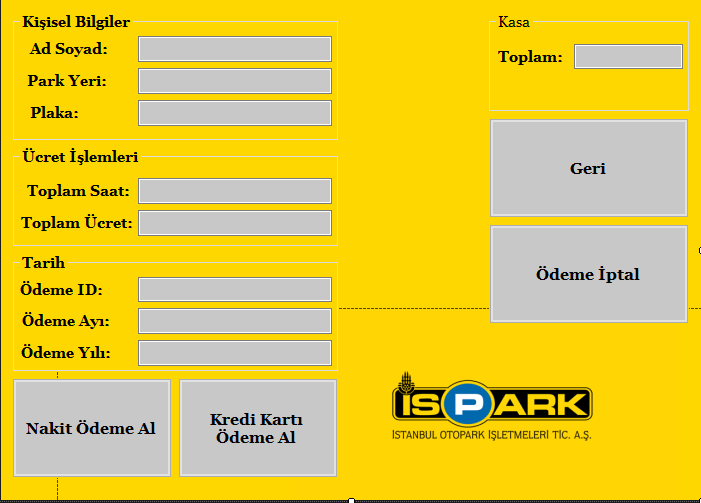 Kişisel Bilgiler
Ad Soyad:
Park Yeri:
Plaka:
Ücret İşlemleri
Toplam Saat:
Toplam Ücret:
Tarih
Ödeme ID:
Ödeme Ayı:
Ödeme Yılı:
Nakit Ödeme Al
Kredi Kartı
Ödeme Al
Kasa
Toplam:
Geri
Ödeme İptal
İSPARK
İSTANBUL OTOPARK İŞLETMELERİ TİC. A.Ş.